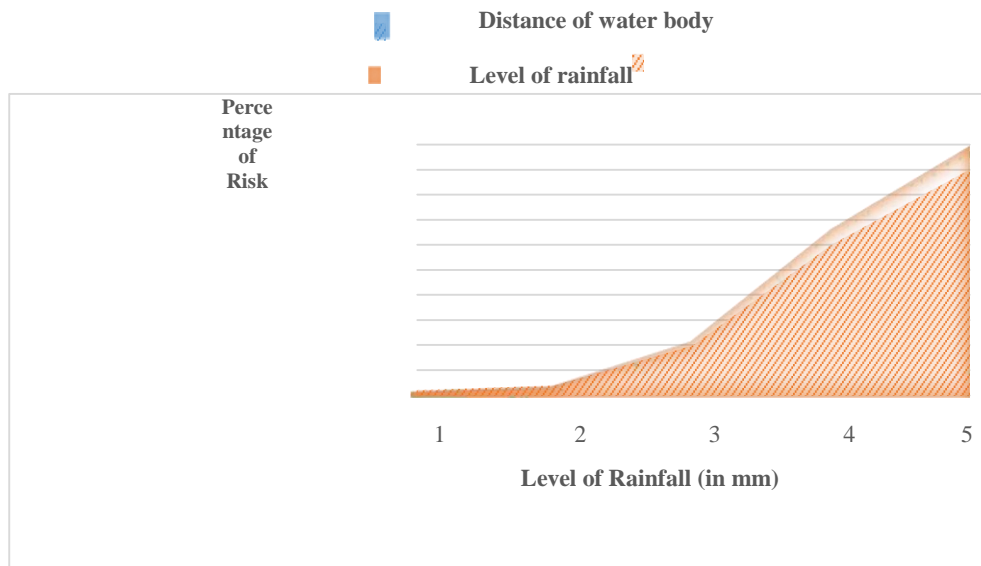 Distance of water body
Level of rainfall
Perce
ntage
of
Risk
1 2 3 4 5
Level of Rainfall (in mm)